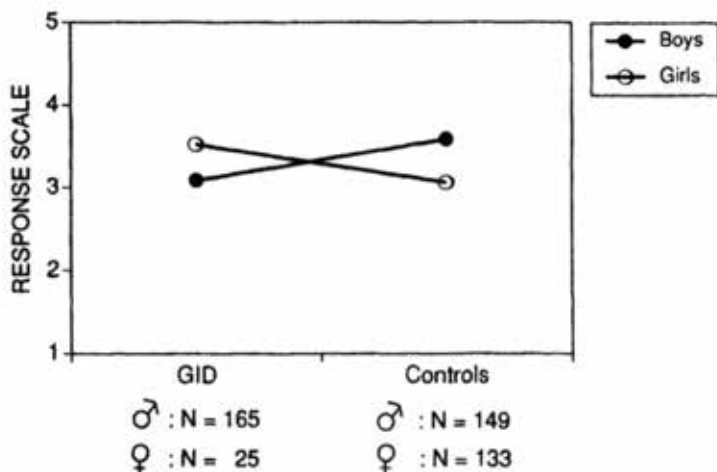 5
4
3
2
1
RESPONSE SCALE
Boys
Girls
GID
Controls
♂ : N = 165
♂ : N = 149
♀ : N = 25
♀ : N = 133